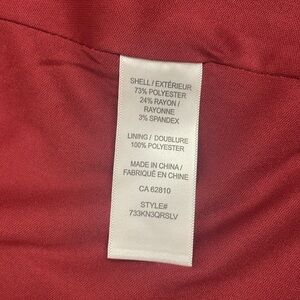 SHELL / EXTÉRIEUR
73% POLYESTER
24% RAYON /
RAYONNE
3% SPANDEX
LINING / DOUBLURE
100% POLYESTER
MADE IN CHINA /
FABRIQUÉ EN CHINE
CA 62810
STYLE#
733KN3QRSLV